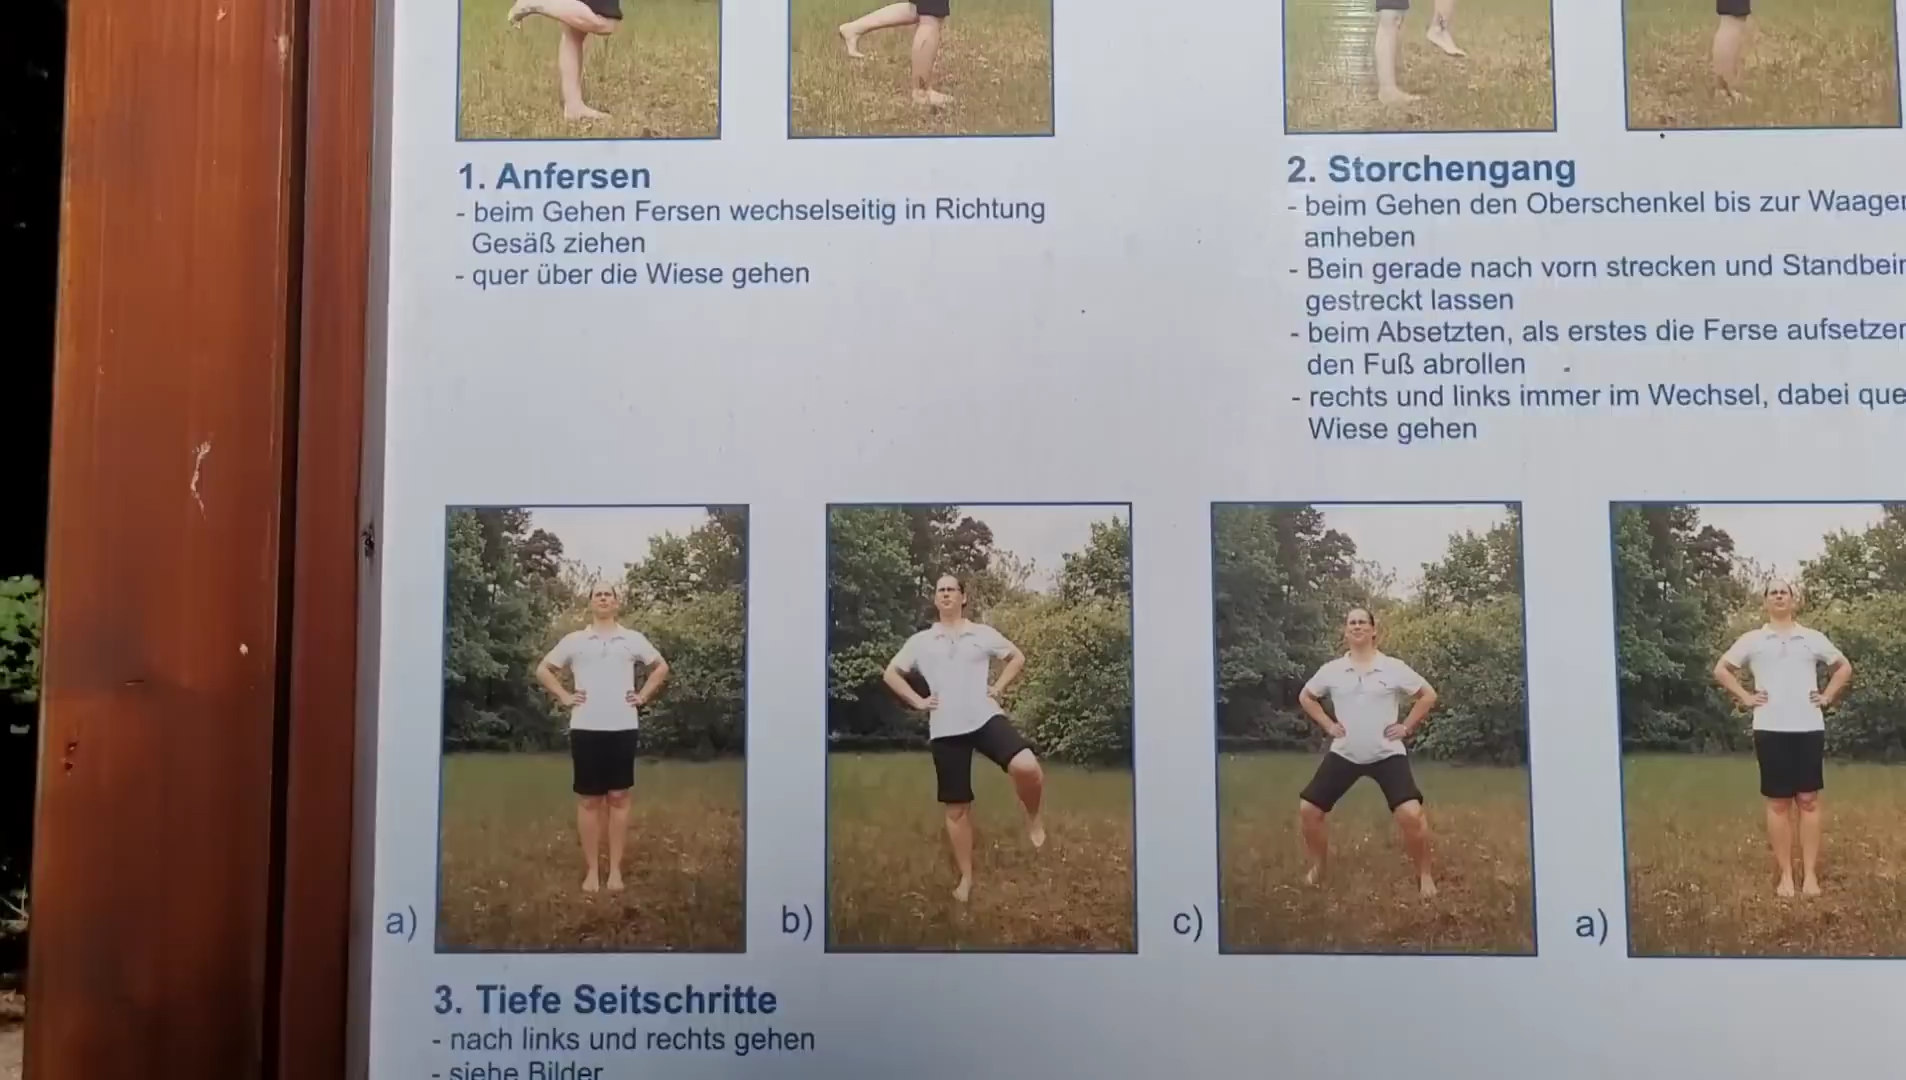 1. Anfersen
- beim Gehen Fersen wechselseitig in Richtung
Gesäß ziehen
- quer über die Wiese gehen
2. Storchengang
- beim Gehen den Oberschenkel bis zur
anheben
- Bein gerade nach vorn strecken und
gestreckt lassen
- beim Absetzten, als erstes die Ferse
den Fuß abrollen
- rechts und links immer im Wechsel, dabei
Wiese gehen
a)
b)
c)
a)
3. Tiefe Seitschritte
- nach links und rechts gehen
- siehe Bilder